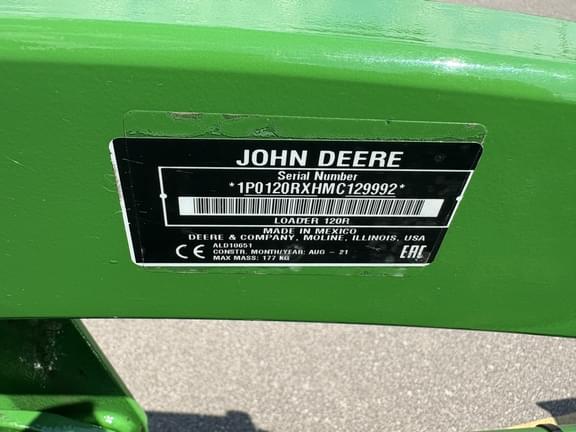 JOHN DEERE
Serial Number
*1P0120RXHMC129992*
LOADER 120R
MADE IN MEXICO
DEERE & COMPANY, MOLINE, ILLINOIS, USA
CE ALD10651
CONSTR. MONTH/YEAR: AUG - 21
MAX MASS: 177 KG
EAC